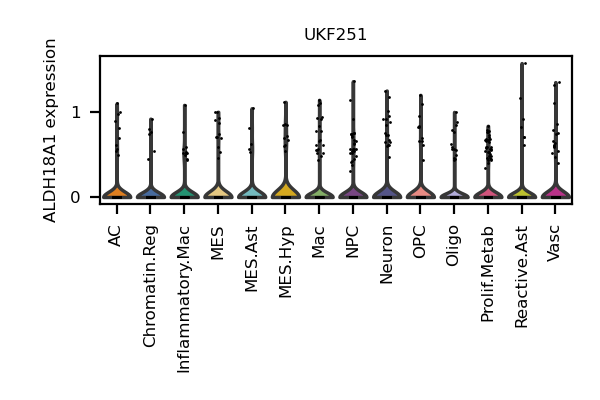 UKF251
ALDH18A1 expression
1
0
AC
Chromatin.Reg
Inflammatory.Mac
MES
MES.Ast
MES.Hyp
Mac
NPC
Neuron
OPC
Oligo
Prolif.Metab
Reactive.Ast
Vasc